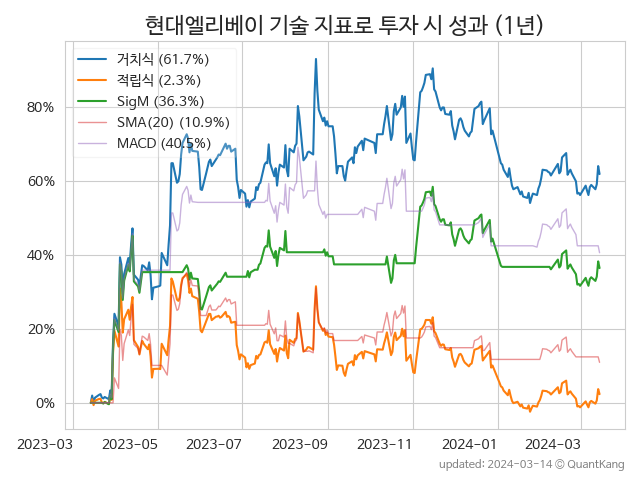 현대엘리베이 기술 지표로 투자 시 성과 (1년)
거치식 (61.7%)
적립식 (2.3%)
SigM (36.3%)
SMA(20) (10.9%)
MACD (40.5%)
80%
60%
40%
20%
0%
2023-03 2023-05 2023-07 2023-09 2023-11 2024-01 2024-03
updated: 2024-03-14 © QuantKang